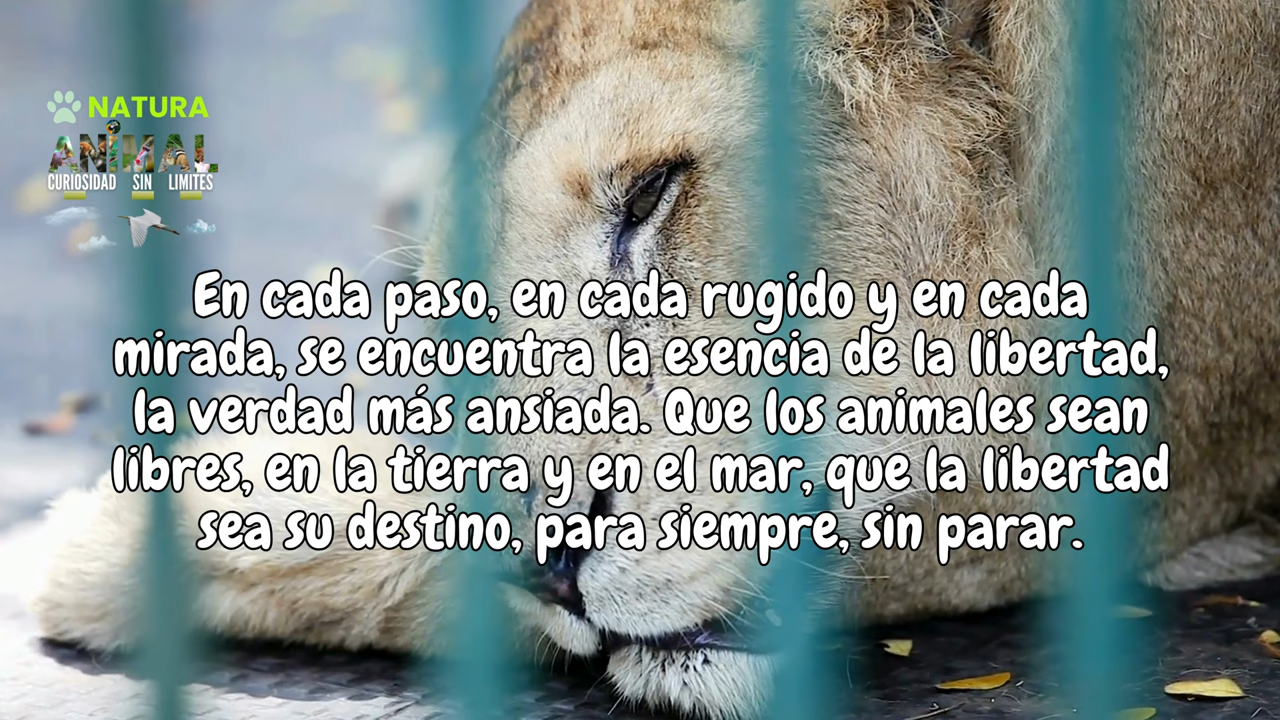 NATURA
ANIMAL
CURIOSIDAD SIN LIMITES
En cada paso, en cada rugido y en cada
mirada, se encuentra la esencia de la libertad,
la verdad más ansiada. Que los animales sean
libres, en la tierra y en el mar, que la libertad
sea su destino, para siempre, sin parar.